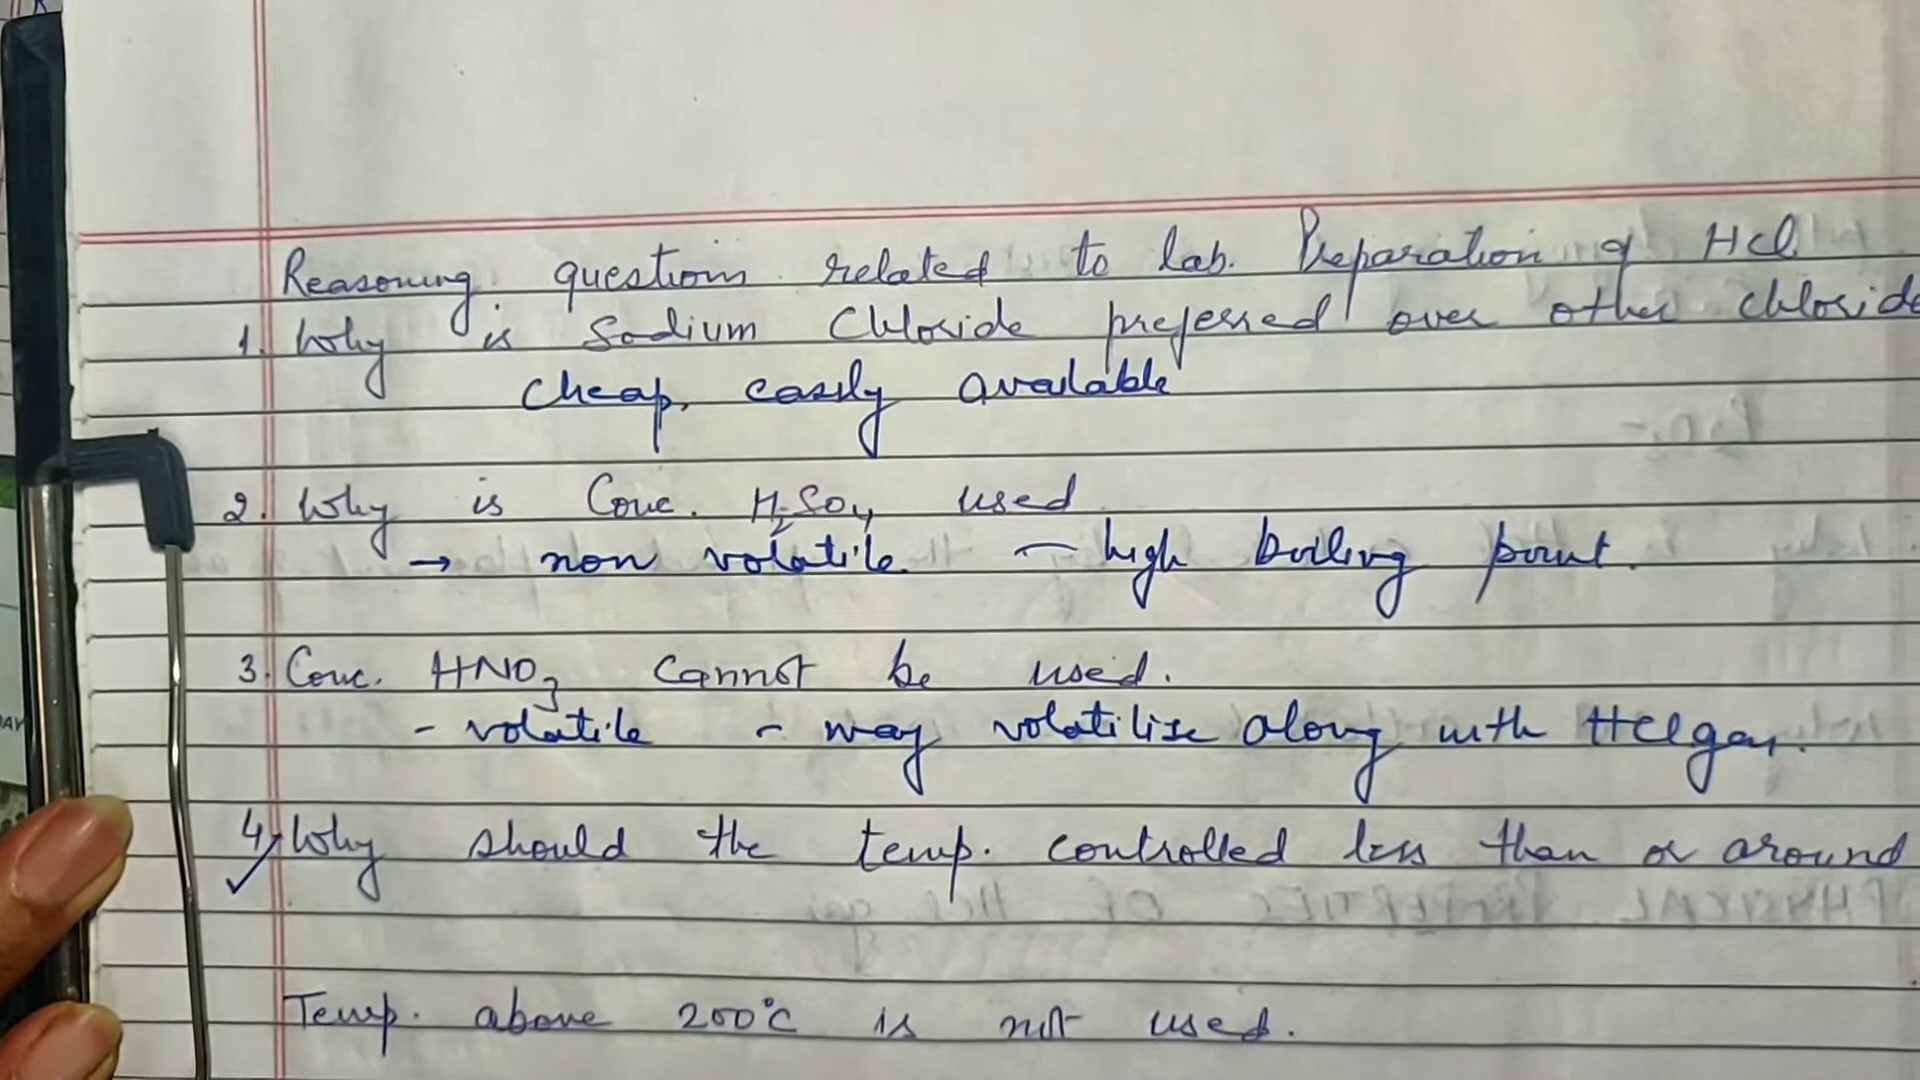 Reasoning questions related to lab. Preparation of HCl
1. Why is Sodium Chloride preferred over other chloride
Cheap, easily available
2. Why is Conc. H2SO4 used
→ non volatile – high boiling point.
3. Conc. HNO3 cannot be used.
- volatile - may volatilise along with HCl gas.
4. Why should the temp. controlled less than or around
Temp. above 200°C is not used.